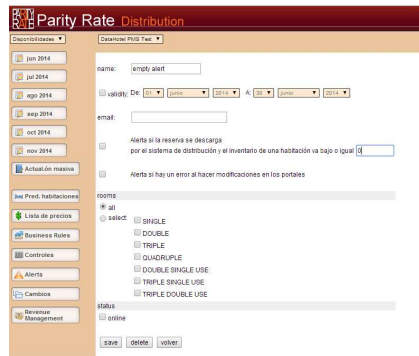 PARITY RATE Parity Rate Distribution
Disponibilidades ▼ DataHotel PMS Test ▼
jun 2014
jul 2014
ago 2014
sep 2014
oct 2014
nov 2014
Actual.ón masiva
Pred. habitaciones
Lista de precios
Business Rules
Controles
Alerts
Cambios
Revenue
Management
name: empty alert
validity: De: 01 ▼ junio ▼ 2014 ▼ A: 30 ▼ junio ▼ 2014 ▼
email:
Alerta si la reserva se descarga
por el sistema de distribución y el inventario de una habitación va bajo o igual 0
Alerta si hay un error al hacer modificaciones en los portales
rooms
all
select
SINGLE
DOUBLE
TRIPLE
QUADRUPLE
DOUBLE SINGLE USE
TRIPLE SINGLE USE
TRIPLE DOUBLE USE
status
online
save delete volver